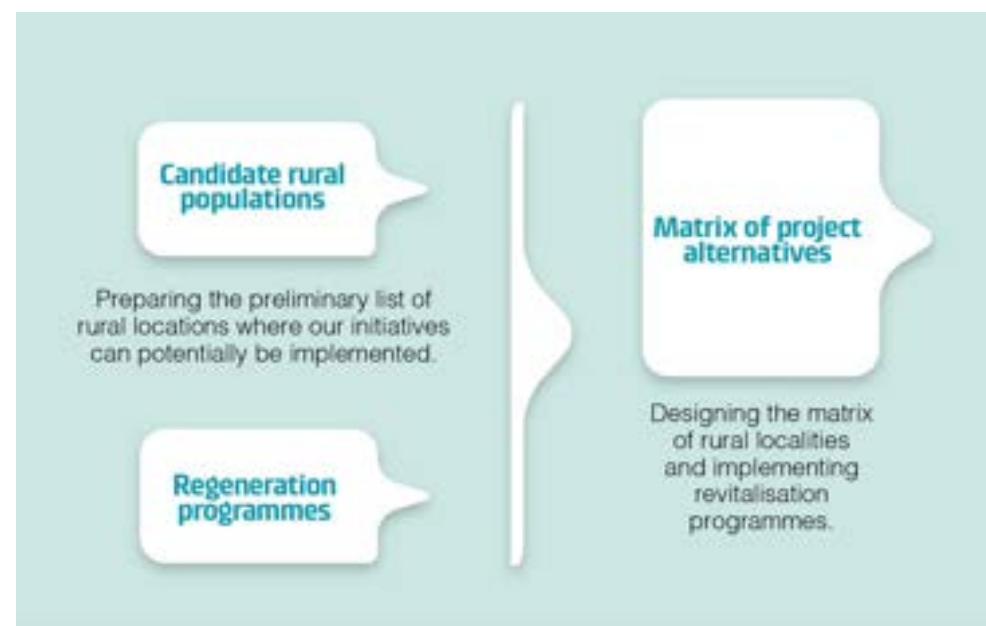 Candidate rural
populations
Preparing the preliminary list of
rural locations where our initiatives
can potentially be implemented.
Regeneration
programmes
Matrix of project
alternatives
Designing the matrix
of rural localities
and implementing
revitalisation
programmes.